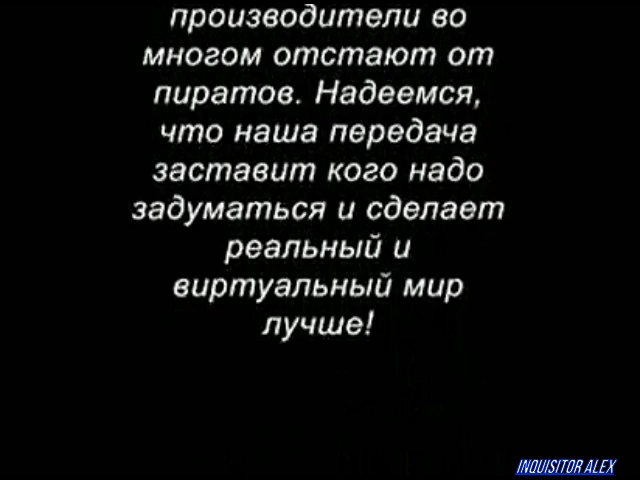 производители во
многом отстают от
пиратов. Надеемся,
что наша передача
заставит кого надо
задуматься и сделает
реальный и
виртуальный мир
лучше!
INQUISITOR ALEX